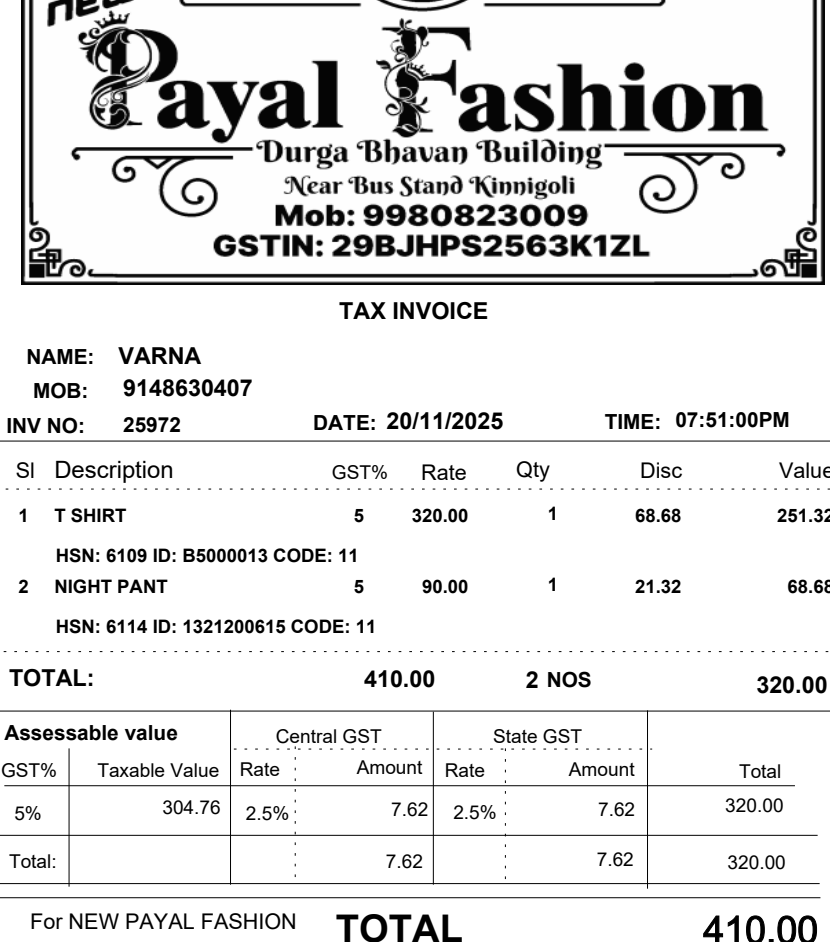 new
Payal Fashion
Durga Bhavan Building
Near Bus Stand Kinnigoli
Mob: 9980823009
GSTIN: 29BJHPS2563K1ZL
TAX INVOICE
NAME: VARNA
MOB: 9148630407
INV NO: 25972 DATE: 20/11/2025 TIME: 07:51:00PM
Sl Description GST% Rate Qty Disc Value
1 T SHIRT 5 320.00 1 68.68 251.32
HSN: 6109 ID: B5000013 CODE: 11
2 NIGHT PANT 5 90.00 1 21.32 68.68
HSN: 6114 ID: 1321200615 CODE: 11
TOTAL: 410.00 2 NOS 320.00
Assessable value Central GST State GST
GST% Taxable Value Rate Amount Rate Amount Total
5% 304.76 2.5% 7.62 2.5% 7.62 320.00
Total: 7.62 7.62 320.00
For NEW PAYAL FASHION TOTAL 410.00